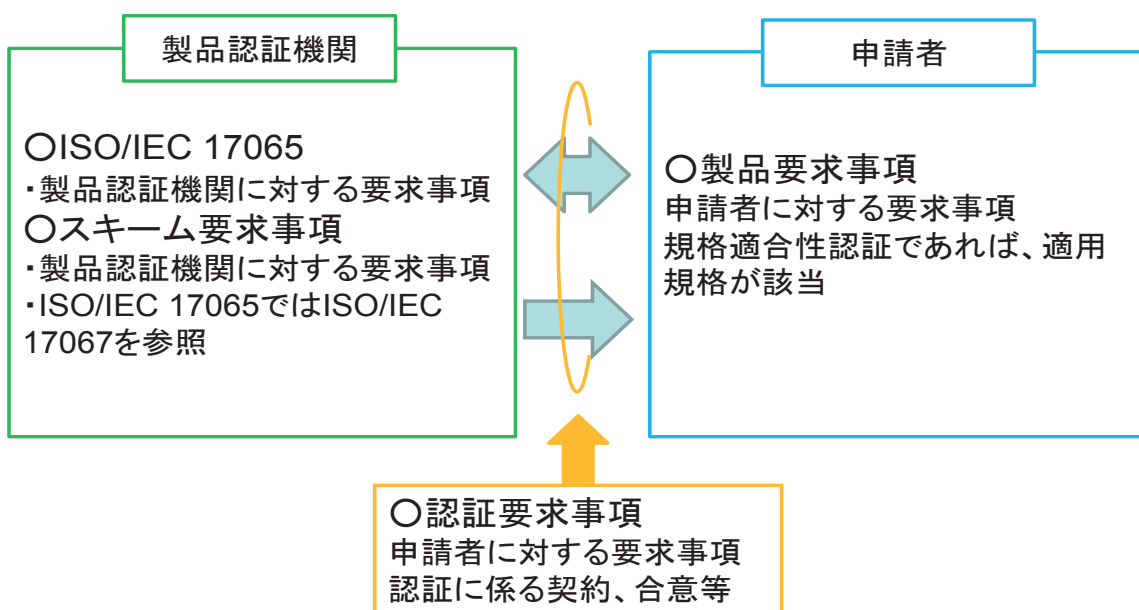 製品認証機関
〇ISO/IEC 17065
・製品認証機関に対する要求事項
〇スキーム要求事項
・製品認証機関に対する要求事項
・ISO/IEC 17065ではISO/IEC
17067を参照
申請者
〇製品要求事項
申請者に対する要求事項
規格適合性認証であれば、適用
規格が該当
〇認証要求事項
申請者に対する要求事項
認証に係る契約、合意等